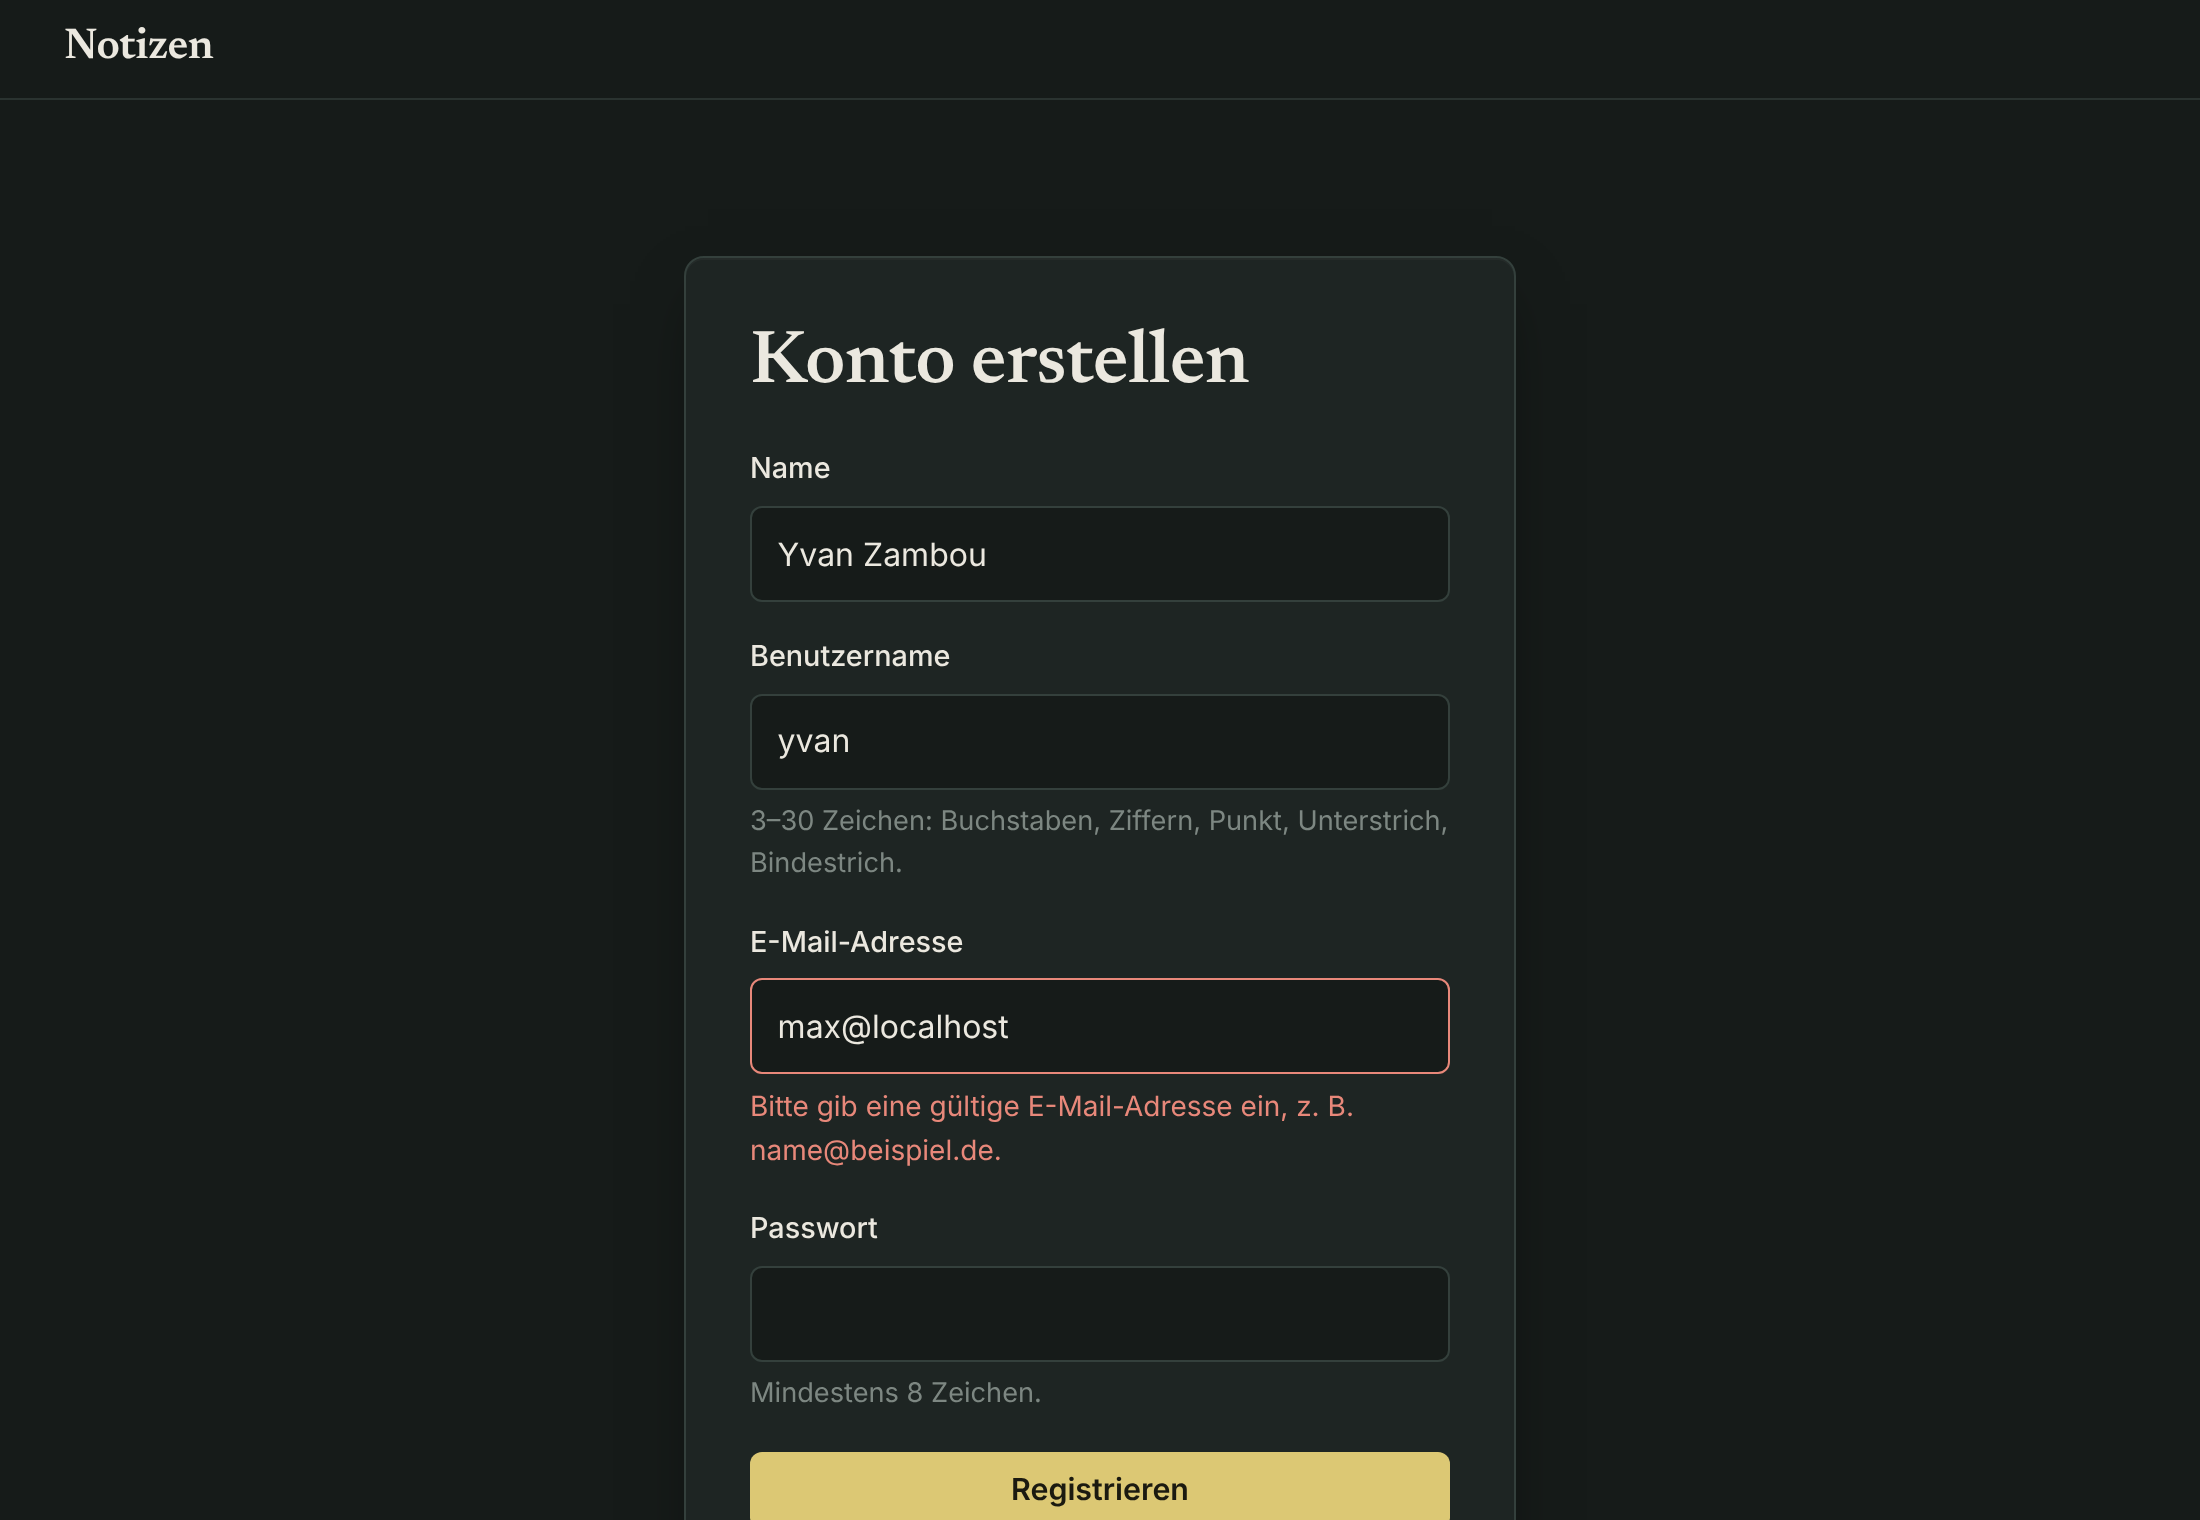 Notizen
Konto erstellen
Name
Yvan Zambou
Benutzername
yvan
3–30 Zeichen: Buchstaben, Ziffern, Punkt, Unterstrich,
Bindestrich.
E-Mail-Adresse
max@localhost
Bitte gib eine gültige E-Mail-Adresse ein, z. B.
name@beispiel.de.
Passwort
Mindestens 8 Zeichen.
Registrieren